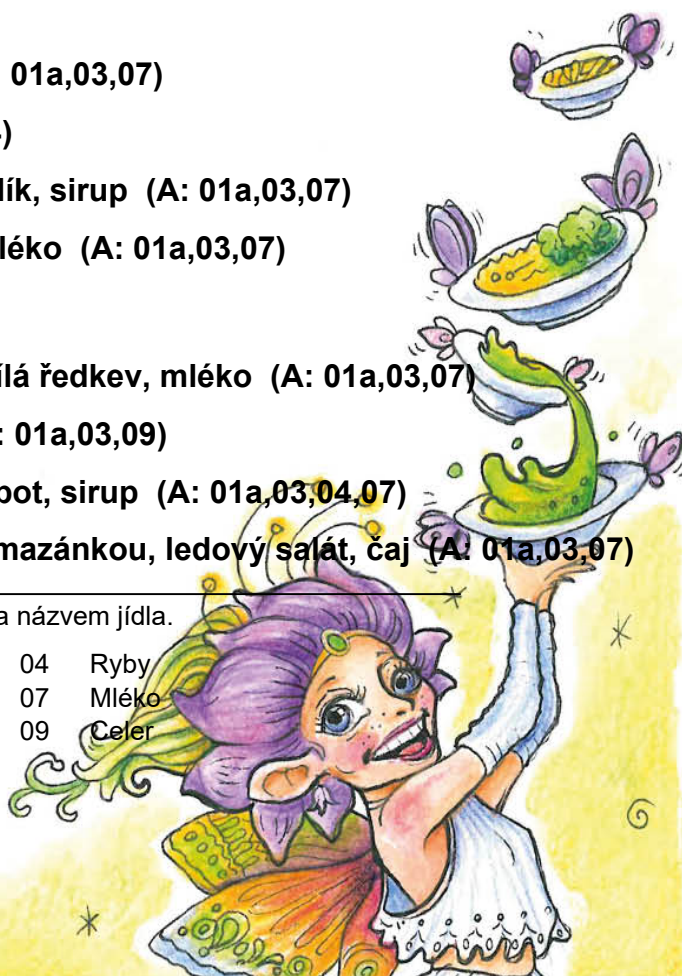 01a,03,07)
)
lík, sirup (A: 01a,03,07)
léko (A: 01a,03,07)
ílá ředkev, mléko (A: 01a,03,07)
: 01a,03,09)
pot, sirup (A: 01a,03,04,07)
mazánkou, ledový salát, čaj (A: 01a,03,07)
a názvem jídla.
04 Ryby
07 Mléko
09 Celer